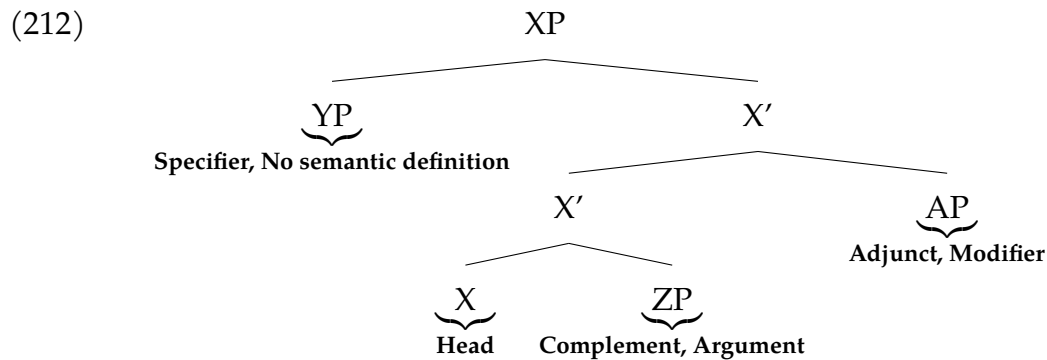 (212) XP
YP X’
Specifier, No semantic definition
X’ AP
Adjunct, Modifier
X ZP
Head Complement, Argument